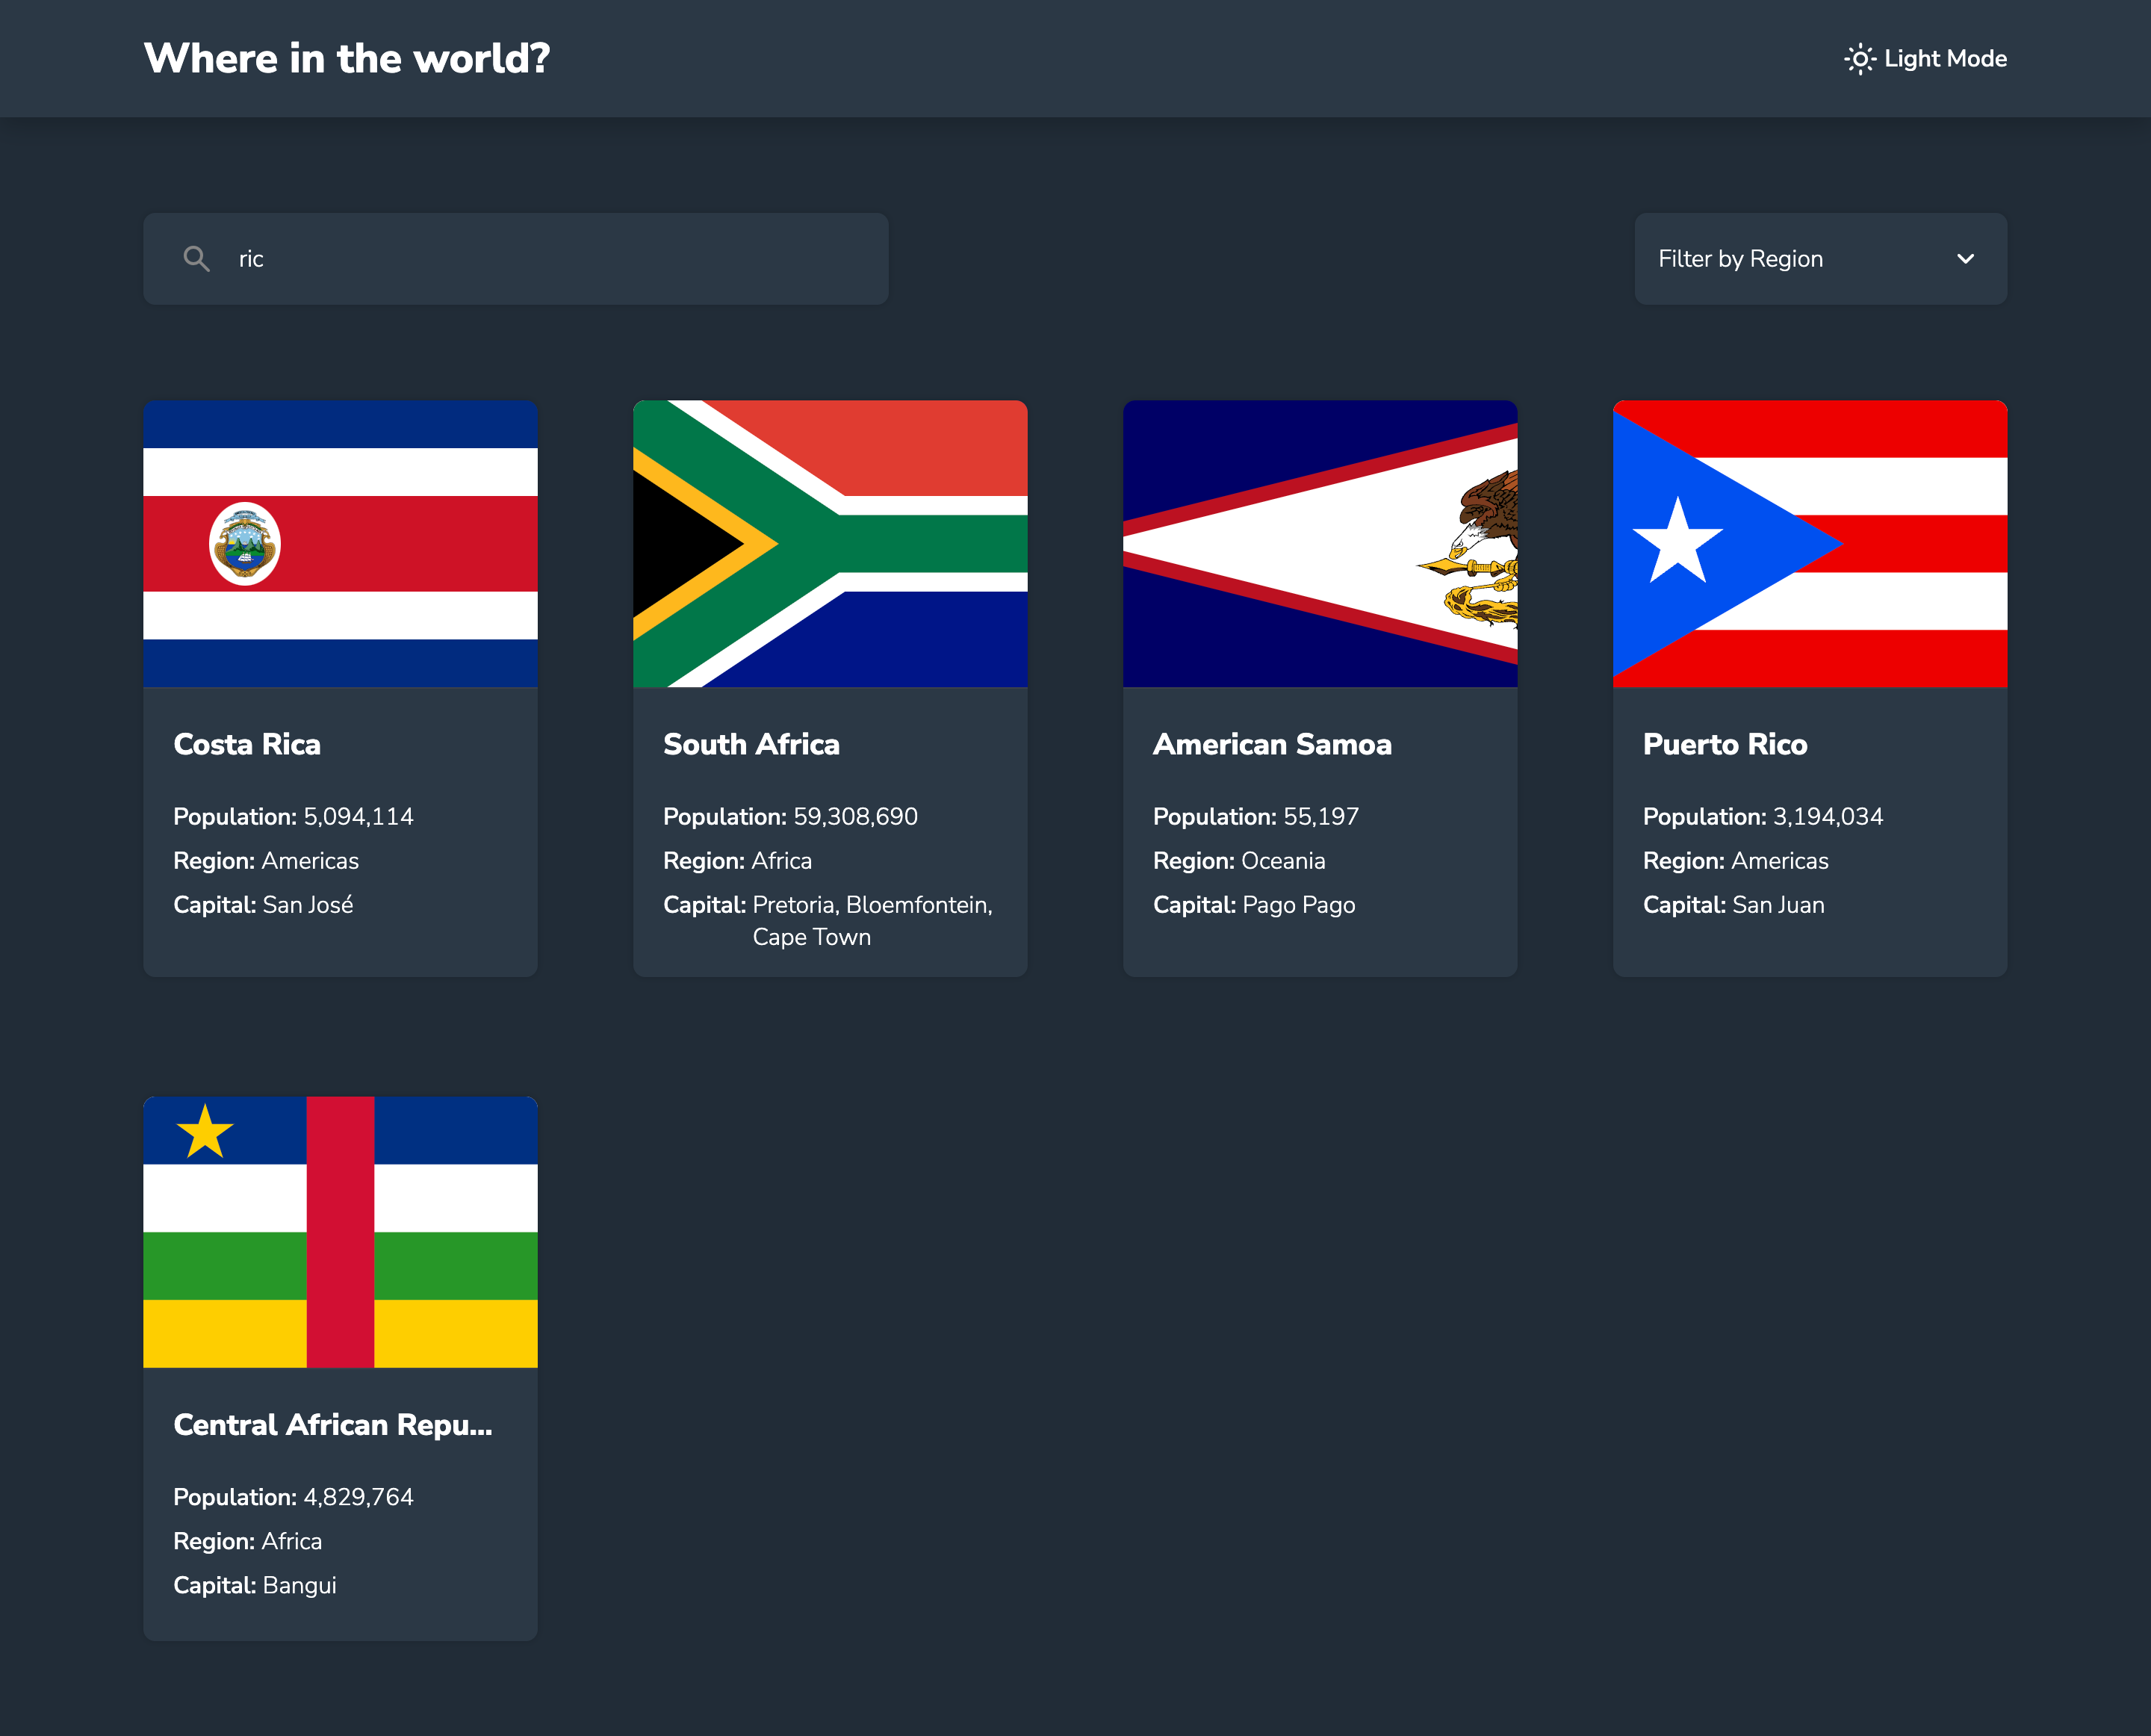 Where in the world?
Light Mode
ric
Filter by Region
Costa Rica
Population: 5,094,114
Region: Americas
Capital: San José
South Africa
Population: 59,308,690
Region: Africa
Capital: Pretoria, Bloemfontein,
Cape Town
American Samoa
Population: 55,197
Region: Oceania
Capital: Pago Pago
Puerto Rico
Population: 3,194,034
Region: Americas
Capital: San Juan
Central African Repu...
Population: 4,829,764
Region: Africa
Capital: Bangui